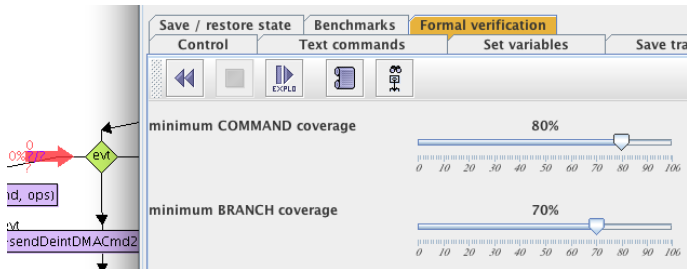 Save / restore state Benchmarks Formal verification
Control Text commands Set variables Save tra
EXPLO
minimum COMMAND coverage 80%
0 10 20 30 40 50 60 70 80 90 100
minimum BRANCH coverage 70%
0 10 20 30 40 50 60 70 80 90 100
0
0% ?/?
evt
?
nd, ops)
evt
sendDeintDMACmd2